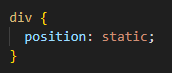 div {
  position: static;
}